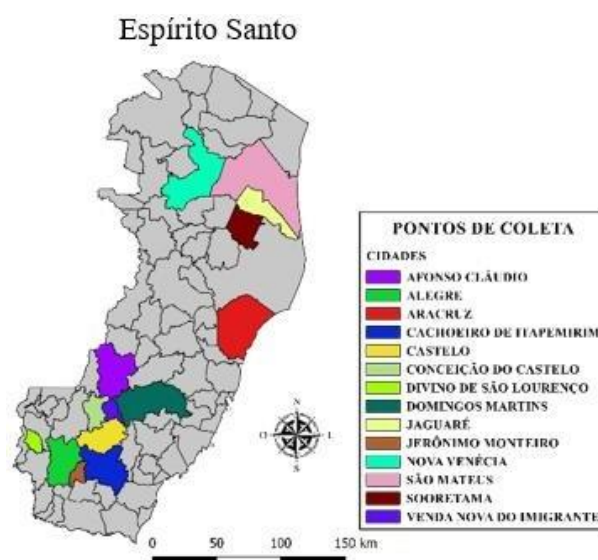 Espírito Santo
PONTOS DE COLETA
CIDADES
AFONSO CLÁUDIO
ALEGRE
ARACRUZ
CACHOEIRO DE ITAPEMIRIM
CASTELO
CONCEIÇÃO DO CASTELO
DIVINO DE SÃO LOURENÇO
DOMINGOS MARTINS
JAGUARÉ
JERÔNIMO MONTEIRO
NOVA VENÉCIA
SÃO MATEUS
SOORETAMA
VENDA NOVA DO IMIGRANTE
N
O L
S
0 50 100 150 km